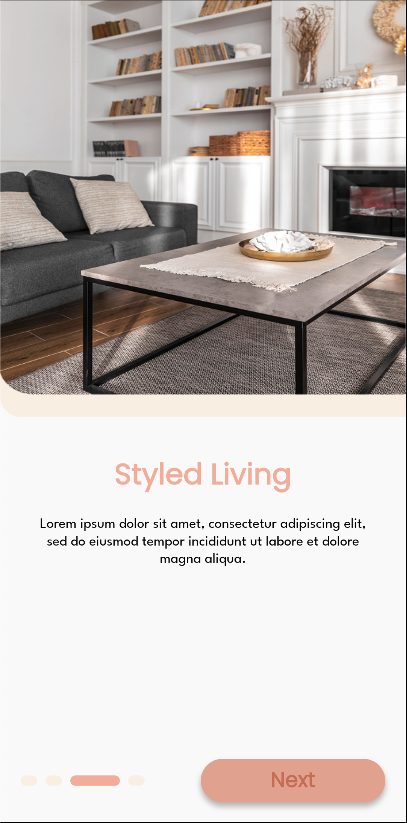 Styled Living
Lorem ipsum dolor sit amet, consectetur adipiscing elit,
sed do eiusmod tempor incididunt ut labore et dolore
magna aliqua.
Next